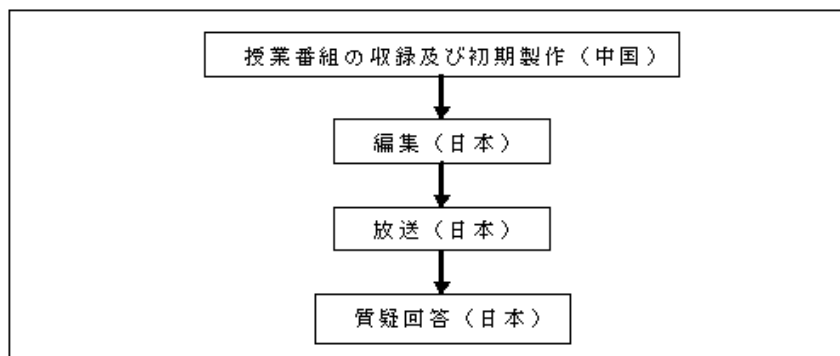 授業番組の収録及び初期製作（中国）
編集（日本）
放送（日本）
質疑回答（日本）